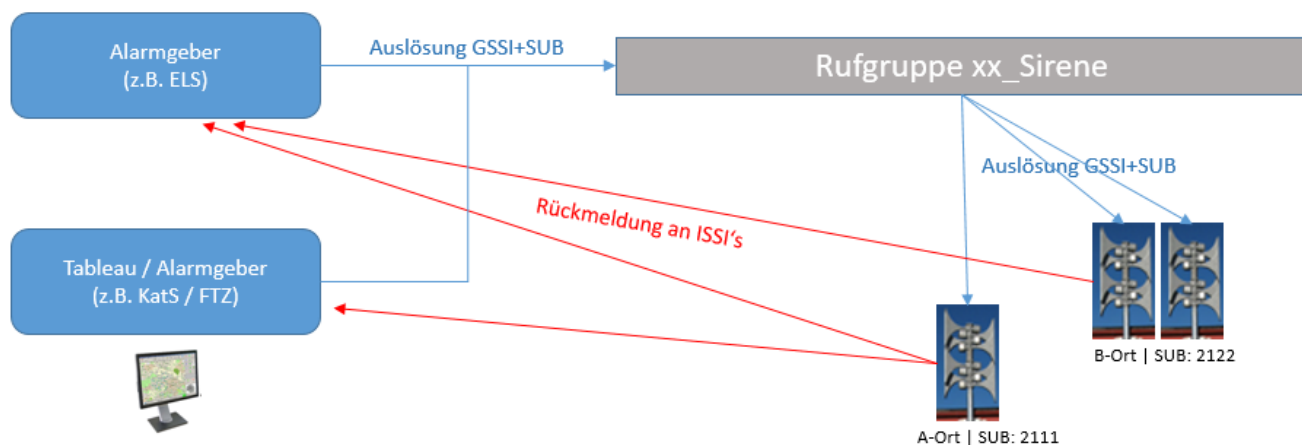 Alarmgeber
(z.B. ELS)
Auslösung GSSI+SUB
Rufgruppe xx_Sirene
Auslösung GSSI+SUB
Rückmeldung an ISSI‘s
Tableau / Alarmgeber
(z.B. KatS / FTZ)
B-Ort | SUB: 2122
A-Ort | SUB: 2111